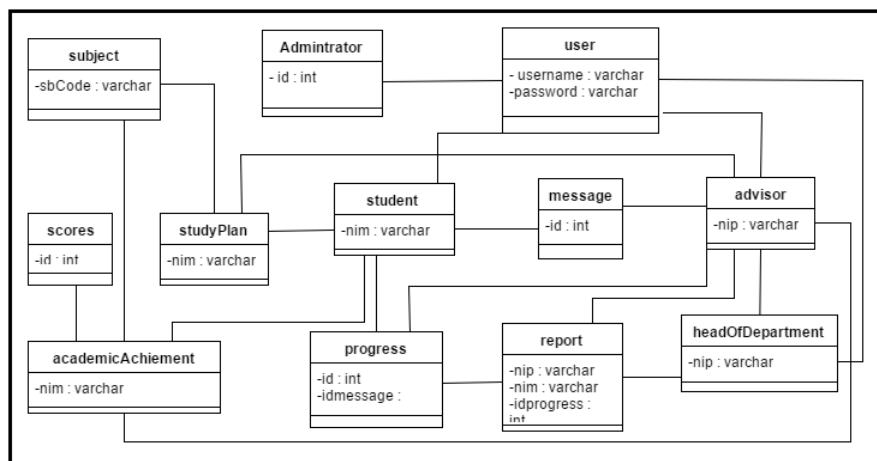 subject
-sbCode : varchar
Admintrator
- id : int
user
- username : varchar
-password : varchar
scores
-id : int
studyPlan
-nim : varchar
student
-nim : varchar
message
-id : int
advisor
-nip : varchar
academicAchiement
-nim : varchar
progress
-id : int
-idmessage :
report
-nip : varchar
-nim : varchar
-idprogress :
int
headOfDepartment
-nip : varchar